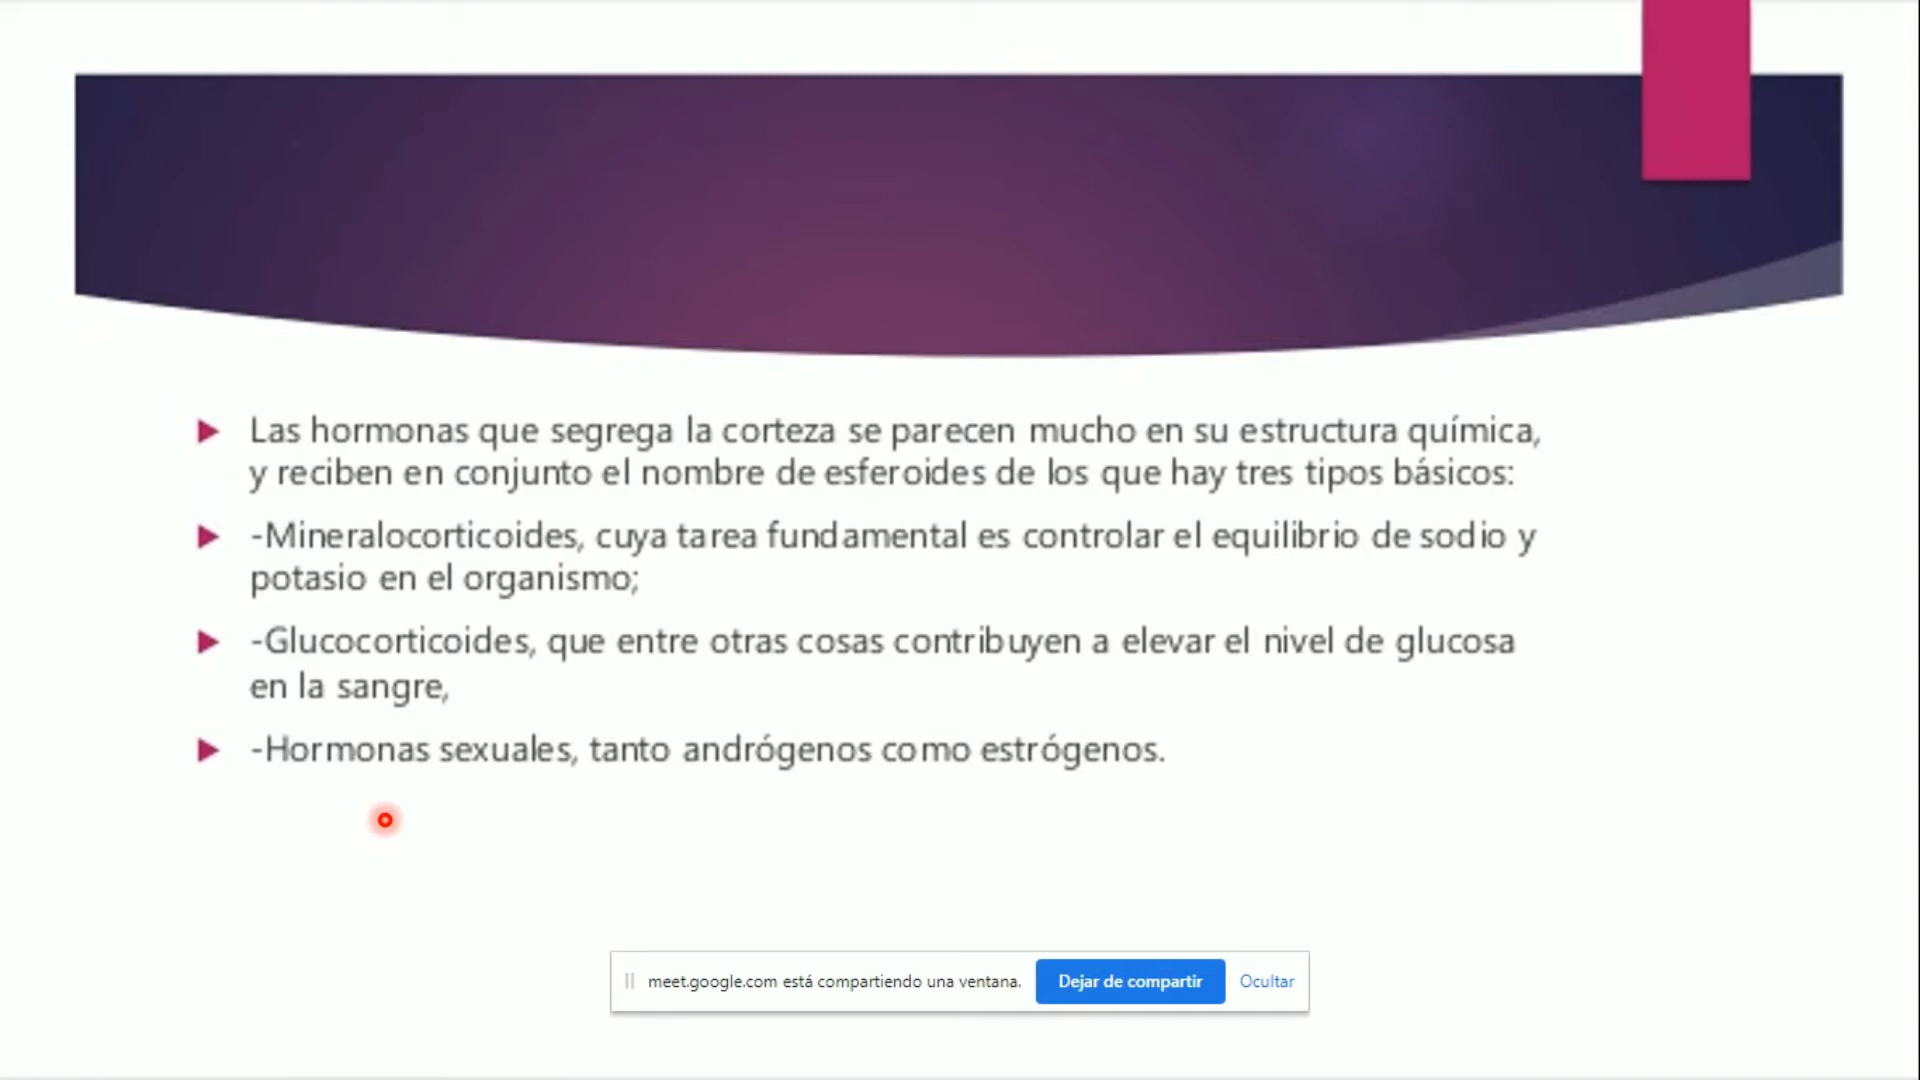 Las hormonas que segrega la corteza se parecen mucho en su estructura química,
y reciben en conjunto el nombre de esferoides de los que hay tres tipos básicos:
-Mineralocorticoides, cuya tarea fundamental es controlar el equilibrio de sodio y
potasio en el organismo;
-Glucocorticoides, que entre otras cosas contribuyen a elevar el nivel de glucosa
en la sangre,
-Hormonas sexuales, tanto andrógenos como estrógenos.
meet.google.com está compartiendo una ventana. Dejar de compartir Ocultar